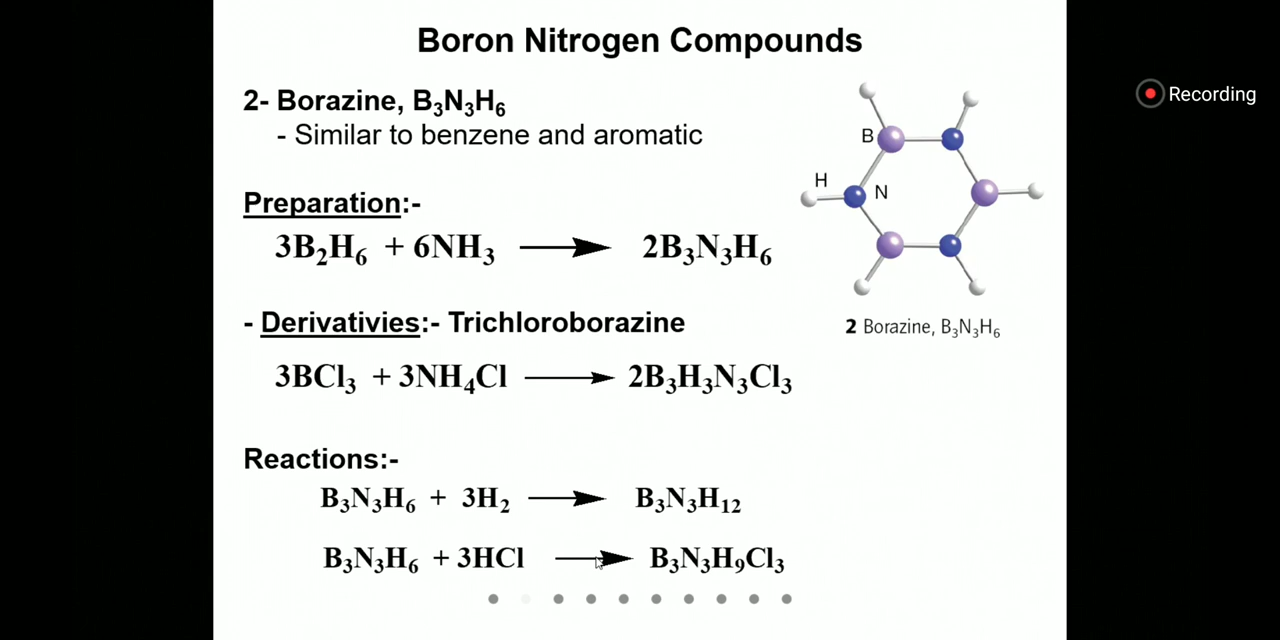 Boron Nitrogen Compounds
Recording
2- Borazine, B₃N₃H₆
- Similar to benzene and aromatic
B
H
N
Preparation:-
3B₂H₆ + 6NH₃ ⟶ 2B₃N₃H₆
- Derivativies:- Trichloroborazine
2 Borazine, B₃N₃H₆
3BCl₃ + 3NH₄Cl ⟶ 2B₃H₃N₃Cl₃
Reactions:-
B₃N₃H₆ + 3H₂ ⟶ B₃N₃H₁₂
B₃N₃H₆ + 3HCl ⟶ B₃N₃H₉Cl₃